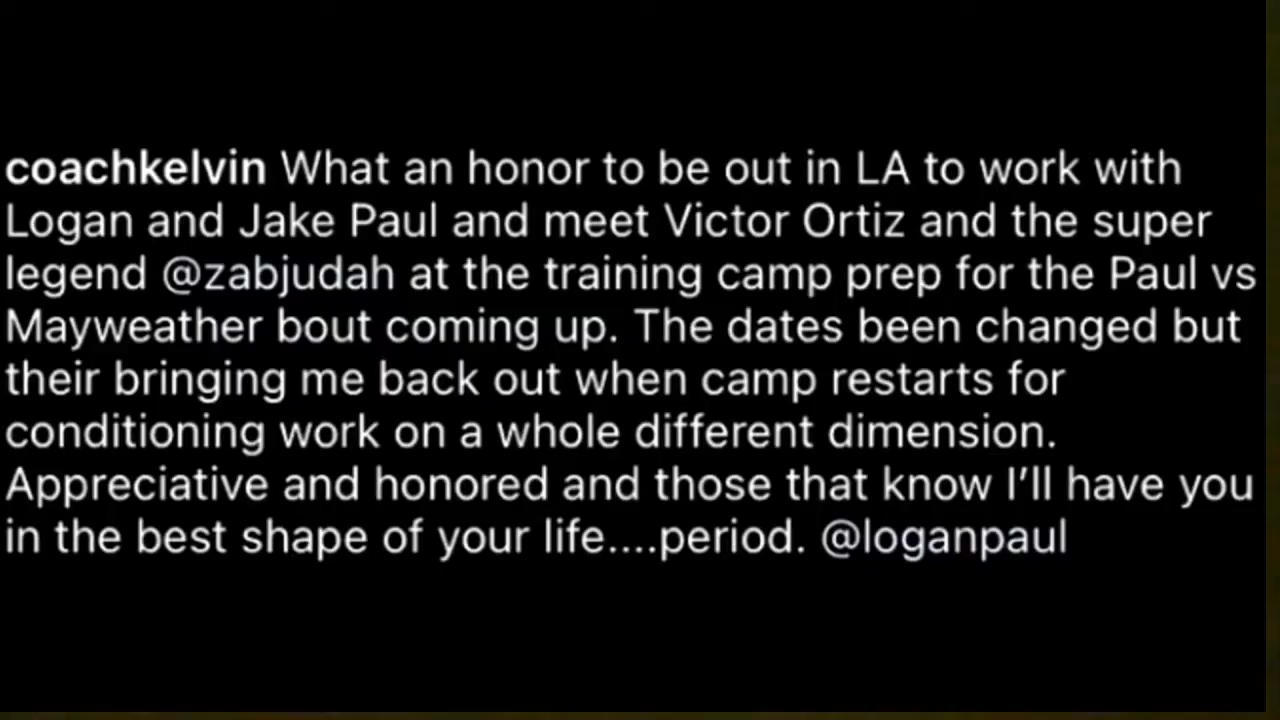 coachkelvin What an honor to be out in LA to work with
Logan and Jake Paul and meet Victor Ortiz and the super
legend @zabjudah at the training camp prep for the Paul vs
Mayweather bout coming up. The dates been changed but
their bringing me back out when camp restarts for
conditioning work on a whole different dimension.
Appreciative and honored and those that know I’ll have you
in the best shape of your life....period. @loganpaul